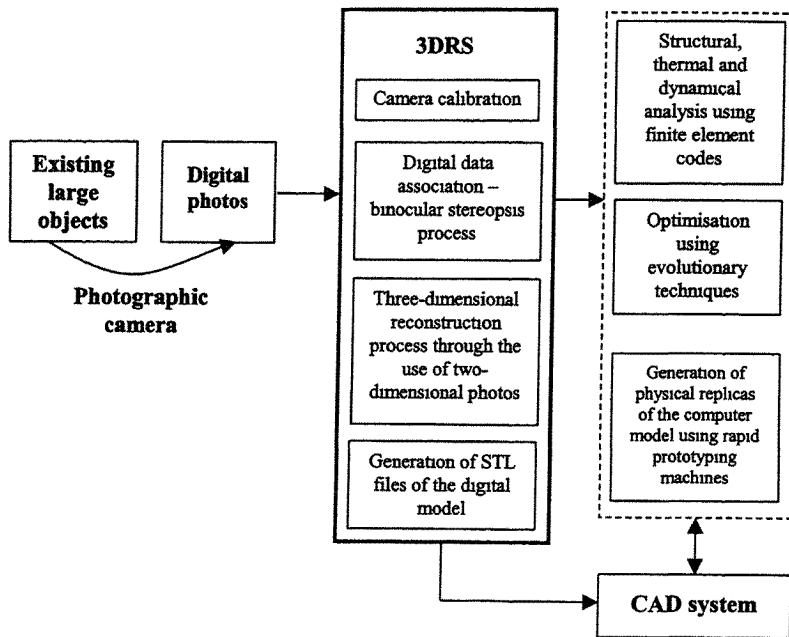 Existing
large
objects
Digital
photos
Photographic
camera
3DRS
Camera calibration
Digital data
association –
binocular stereopsis
process
Three-dimensional
reconstruction
process through the
use of two-
dimensional photos
Generation of STL
files of the digital
model
Structural,
thermal and
dynamical
analysis using
finite element
codes
Optimisation
using
evolutionary
techniques
Generation of
physical replicas
of the computer
model using rapid
prototyping
machines
CAD system